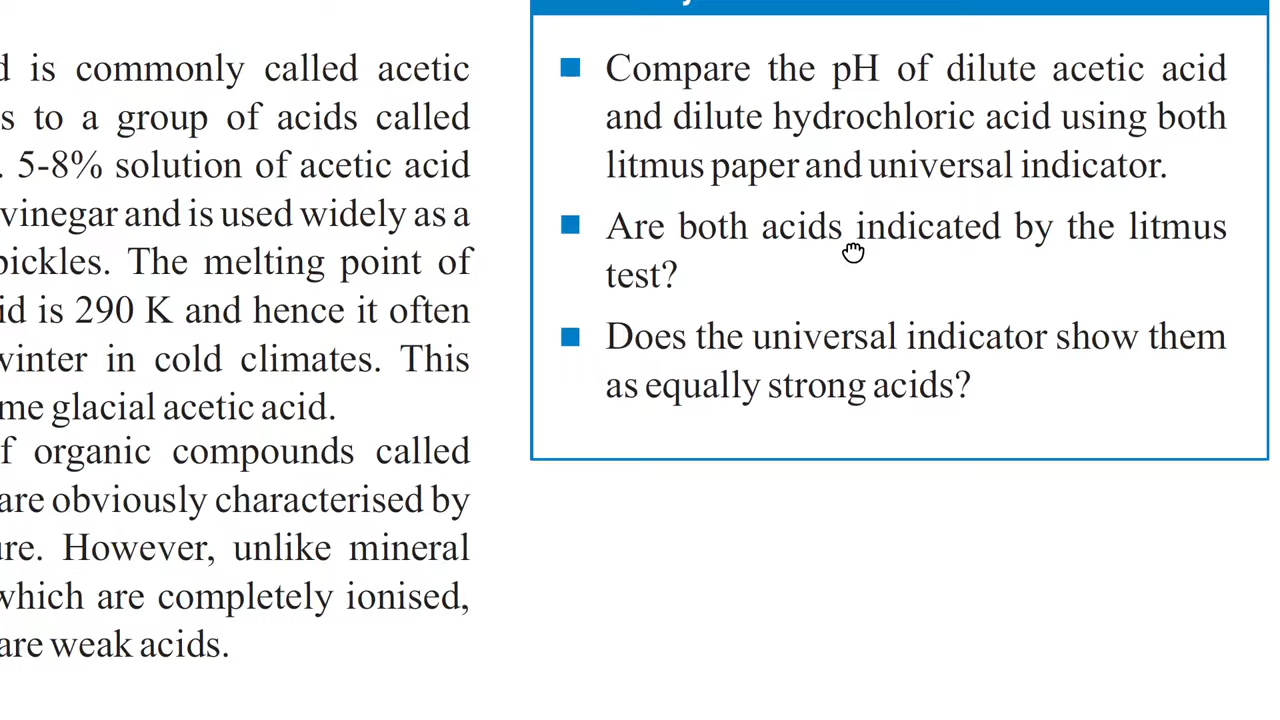 d is commonly called acetic
s to a group of acids called
. 5-8% solution of acetic acid
vinegar and is used widely as a
pickles. The melting point of
id is 290 K and hence it often
winter in cold climates. This
me glacial acetic acid.
f organic compounds called
are obviously characterised by
ure. However, unlike mineral
which are completely ionised,
are weak acids.
■ Compare the pH of dilute acetic acid
and dilute hydrochloric acid using both
litmus paper and universal indicator.
■ Are both acids indicated by the litmus
test?
■ Does the universal indicator show them
as equally strong acids?